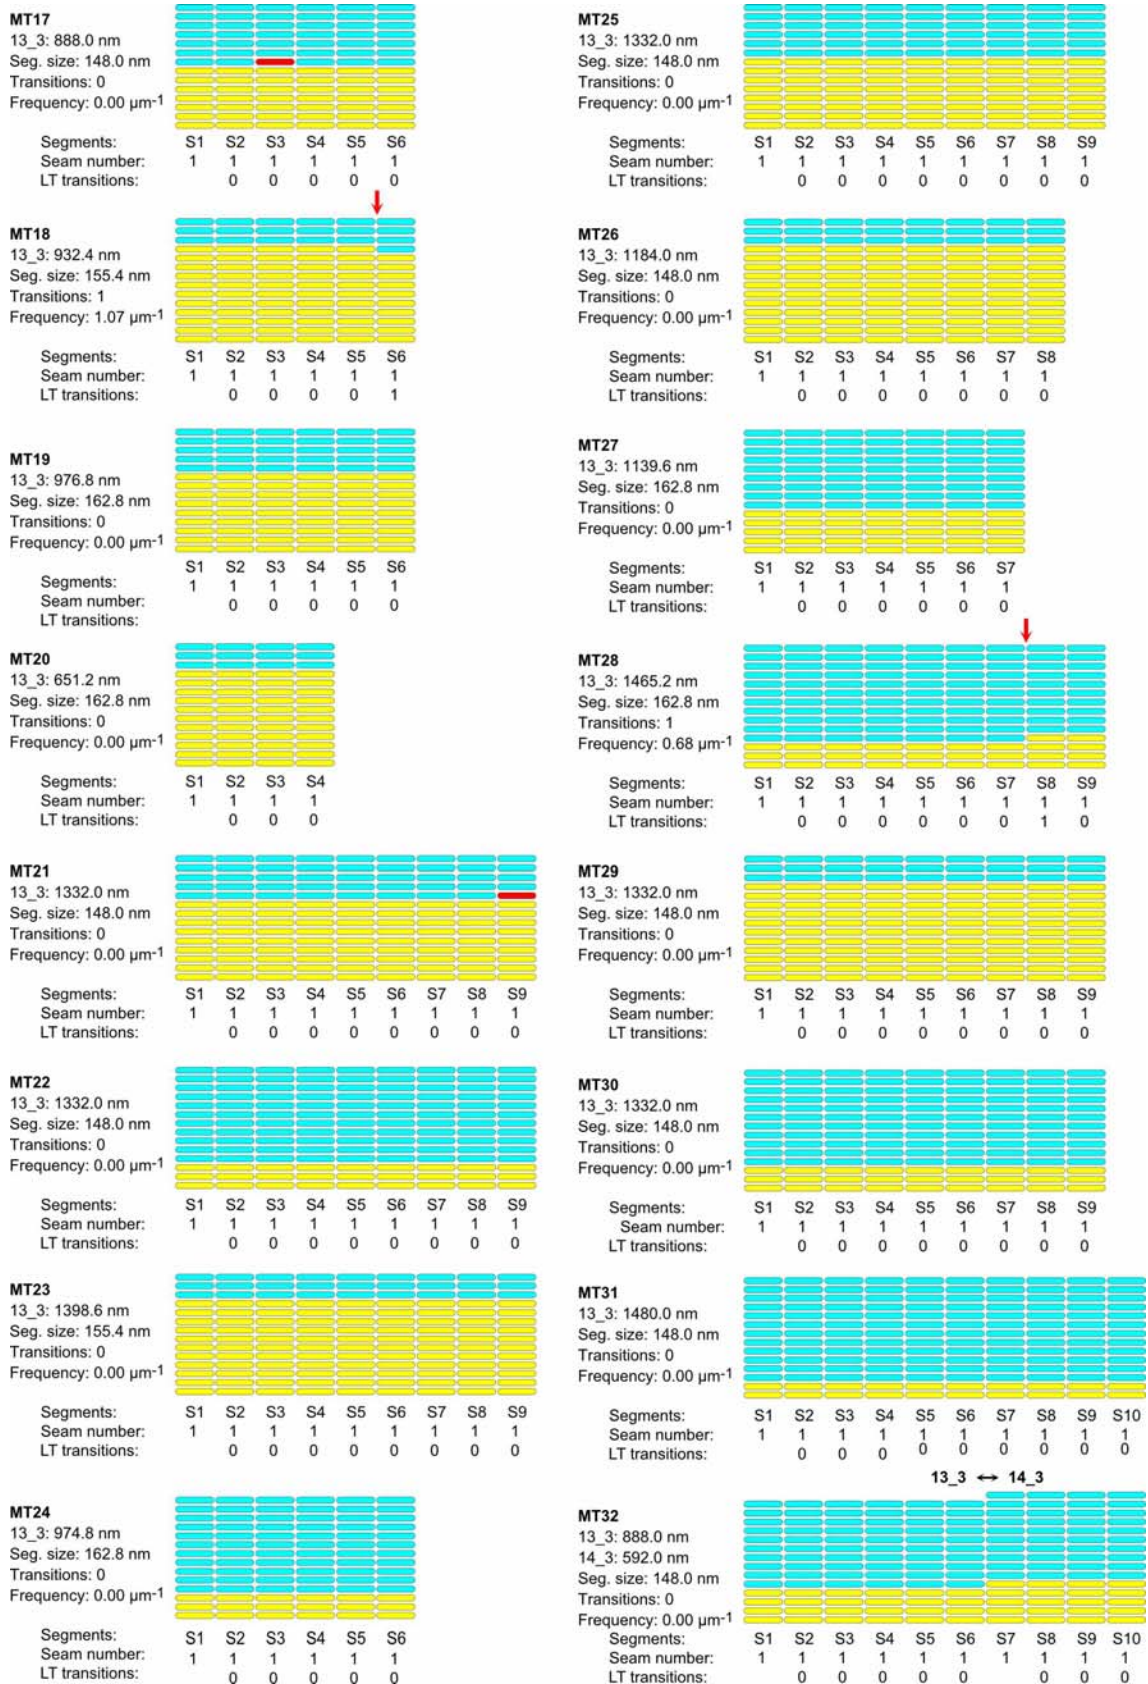 MT17
13_3: 888.0 nm
Seg. size: 148.0 nm
Transitions: 0
Frequency: 0.00 µm-1
Segments: S1 S2 S3 S4 S5 S6
Seam number: 1 1 1 1 1 1
LT transitions: 0 0 0 0 0
MT18
13_3: 932.4 nm
Seg. size: 155.4 nm
Transitions: 1
Frequency: 1.07 µm-1
Segments: S1 S2 S3 S4 S5 S6
Seam number: 1 1 1 1 1 1
LT transitions: 0 0 0 0 1
MT19
13_3: 976.8 nm
Seg. size: 162.8 nm
Transitions: 0
Frequency: 0.00 µm-1
S1 S2 S3 S4 S5 S6
Segments: 1 1 1 1 1 1
Seam number: 0 0 0 0 0
LT transitions:
MT20
13_3: 651.2 nm
Seg. size: 162.8 nm
Transitions: 0
Frequency: 0.00 µm-1
Segments: S1 S2 S3 S4
Seam number: 1 1 1 1
LT transitions: 0 0 0
MT21
13_3: 1332.0 nm
Seg. size: 148.0 nm
Transitions: 0
Frequency: 0.00 µm-1
Segments: S1 S2 S3 S4 S5 S6 S7 S8 S9
Seam number: 1 1 1 1 1 1 1 1 1
LT transitions: 0 0 0 0 0 0 0 0
MT22
13_3: 1332.0 nm
Seg. size: 148.0 nm
Transitions: 0
Frequency: 0.00 µm-1
Segments: S1 S2 S3 S4 S5 S6 S7 S8 S9
Seam number: 1 1 1 1 1 1 1 1 1
LT transitions: 0 0 0 0 0 0 0 0
MT23
13_3: 1398.6 nm
Seg. size: 155.4 nm
Transitions: 0
Frequency: 0.00 µm-1
Segments: S1 S2 S3 S4 S5 S6 S7 S8 S9
Seam number: 1 1 1 1 1 1 1 1 1
LT transitions: 0 0 0 0 0 0 0 0
MT24
13_3: 974.8 nm
Seg. size: 162.8 nm
Transitions: 0
Frequency: 0.00 µm-1
Segments: S1 S2 S3 S4 S5 S6
Seam number: 1 1 1 1 1 1
LT transitions: 0 0 0 0 0
MT25
13_3: 1332.0 nm
Seg. size: 148.0 nm
Transitions: 0
Frequency: 0.00 µm-1
Segments: S1 S2 S3 S4 S5 S6 S7 S8 S9
Seam number: 1 1 1 1 1 1 1 1 1
LT transitions: 0 0 0 0 0 0 0 0
MT26
13_3: 1184.0 nm
Seg. size: 148.0 nm
Transitions: 0
Frequency: 0.00 µm-1
Segments: S1 S2 S3 S4 S5 S6 S7 S8
Seam number: 1 1 1 1 1 1 1 1
LT transitions: 0 0 0 0 0 0 0
MT27
13_3: 1139.6 nm
Seg. size: 162.8 nm
Transitions: 0
Frequency: 0.00 µm-1
Segments: S1 S2 S3 S4 S5 S6 S7
Seam number: 1 1 1 1 1 1 1
LT transitions: 0 0 0 0 0 0
MT28
13_3: 1465.2 nm
Seg. size: 162.8 nm
Transitions: 1
Frequency: 0.68 µm-1
Segments: S1 S2 S3 S4 S5 S6 S7 S8 S9
Seam number: 1 1 1 1 1 1 1 1 1
LT transitions: 0 0 0 0 0 0 1 0
MT29
13_3: 1332.0 nm
Seg. size: 148.0 nm
Transitions: 0
Frequency: 0.00 µm-1
Segments: S1 S2 S3 S4 S5 S6 S7 S8 S9
Seam number: 1 1 1 1 1 1 1 1 1
LT transitions: 0 0 0 0 0 0 0 0
MT30
13_3: 1332.0 nm
Seg. size: 148.0 nm
Transitions: 0
Frequency: 0.00 µm-1
Segments: S1 S2 S3 S4 S5 S6 S7 S8 S9
Seam number: 1 1 1 1 1 1 1 1 1
LT transitions: 0 0 0 0 0 0 0 0
MT31
13_3: 1480.0 nm
Seg. size: 148.0 nm
Transitions: 0
Frequency: 0.00 µm-1
Segments: S1 S2 S3 S4 S5 S6 S7 S8 S9 S10
Seam number: 1 1 1 1 1 1 1 1 1 1
LT transitions: 0 0 0 0 0 0 0 0 0
13_3 ↔ 14_3
MT32
13_3: 888.0 nm
14_3: 592.0 nm
Seg. size: 148.0 nm
Transitions: 0
Frequency: 0.00 µm-1
Segments: S1 S2 S3 S4 S5 S6 S7 S8 S9 S10
Seam number: 1 1 1 1 1 1 1 1 1 1
LT transitions: 0 0 0 0 0 0 0 0